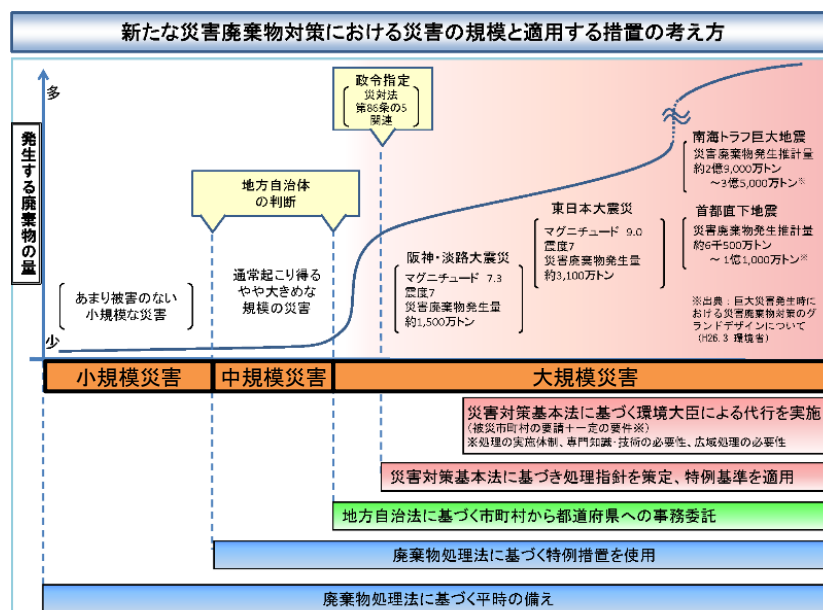 新たな災害廃棄物対策における災害の規模と適用する措置の考え方
多
発生する廃棄物の量
少
政令指定
災対法
第86条の5
関連
地方自治体
の判断
あまり被害のない
小規模な災害
通常起こり得る
やや大きめな
規模の災害
阪神・淡路大震災
マグニチュード 7.3
震度7
災害廃棄物発生量
約1,500万トン
東日本大震災
マグニチュード 9.0
震度7
災害廃棄物発生量
約3,100万トン
南海トラフ巨大地震
災害廃棄物発生推計量
約2億9,000万トン
～3億5,000万トン※
首都直下地震
災害廃棄物発生推計量
約6千500万トン
～ 1億1,000万トン※
※出典：巨大災害発生時に
おける災害廃棄物対策のグ
ランドデザインについて
(H26.3 環境省)
小規模災害
中規模災害
大規模災害
災害対策基本法に基づく環境大臣による代行を実施
(被災市町村の要請＋一定の要件※)
※処理の実施体制、専門知識・技術の必要性、広域処理の必要性
災害対策基本法に基づき処理指針を策定、特例基準を適用
地方自治法に基づく市町村から都道府県への事務委託
廃棄物処理法に基づく特例措置を使用
廃棄物処理法に基づく平時の備え